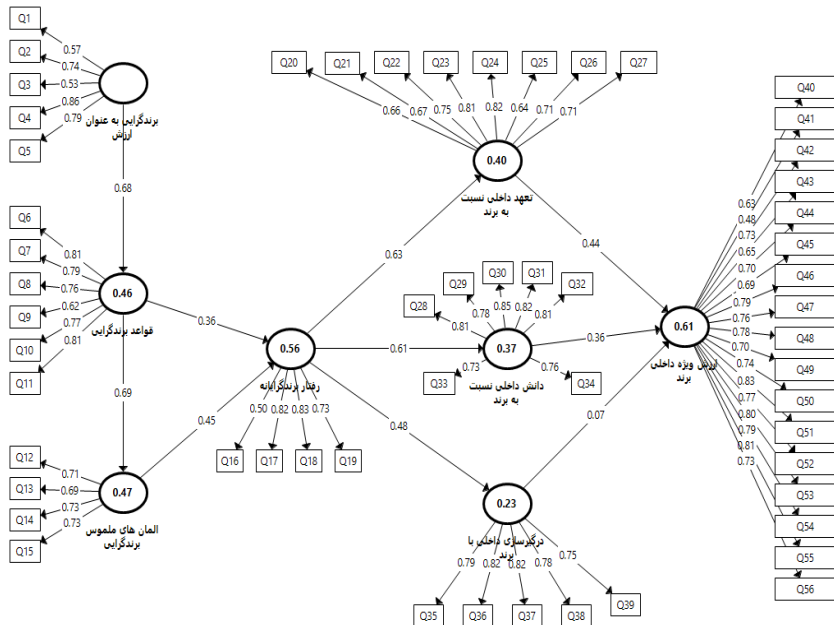 Q1
Q2
Q3
Q4
Q5
0.57
0.74
0.53
0.86
0.79
برندگرایی به عنوان
ارزش
0.68
Q6
Q7
Q8
Q9
Q10
Q11
0.81
0.79
0.76
0.62
0.77
0.81
0.46
قواعد برندگرایی
0.36
0.69
Q12
Q13
Q14
Q15
0.71
0.69
0.73
0.73
0.47
المان های ملموس
برندگرایی
0.45
0.56
رفتار برندگرایانه
0.50
0.82
0.83
0.73
Q16
Q17
Q18
Q19
0.63
0.61
0.48
Q20
Q21
Q22
Q23
Q24
Q25
Q26
Q27
0.66
0.67
0.75
0.81
0.82
0.64
0.71
0.71
0.40
تعهد داخلی نسبت
به برند
0.44
Q28
Q29
Q30
Q31
Q32
0.81
0.78
0.85
0.82
0.81
0.37
0.36
دانش داخلی نسبت
به برند
Q33
0.73
0.76
Q34
0.07
0.23
درگیرسازی داخلی با
برند
0.79
0.82
0.82
0.78
0.75
Q35
Q36
Q37
Q38
Q39
0.61
ارزش ویژه داخلی
برند
0.63
0.48
0.73
0.65
0.70
0.69
0.79
0.76
0.78
0.70
0.74
0.83
0.77
0.80
0.79
0.81
0.73
Q40
Q41
Q42
Q43
Q44
Q45
Q46
Q47
Q48
Q49
Q50
Q51
Q52
Q53
Q54
Q55
Q56